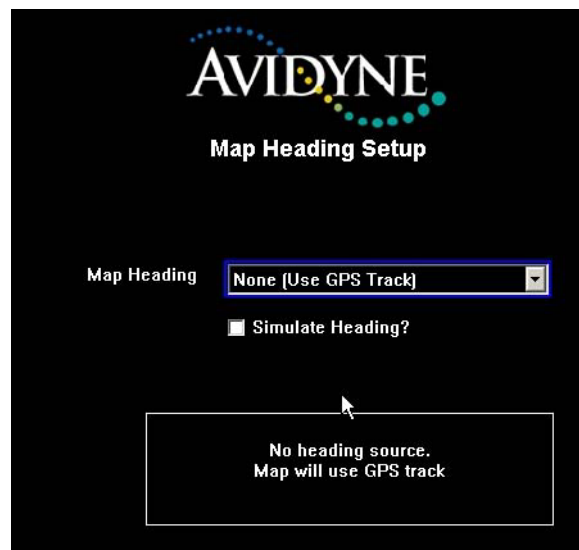 AVIDYNE
Map Heading Setup
Map Heading
None (Use GPS Track)
Simulate Heading?
No heading source.
Map will use GPS track